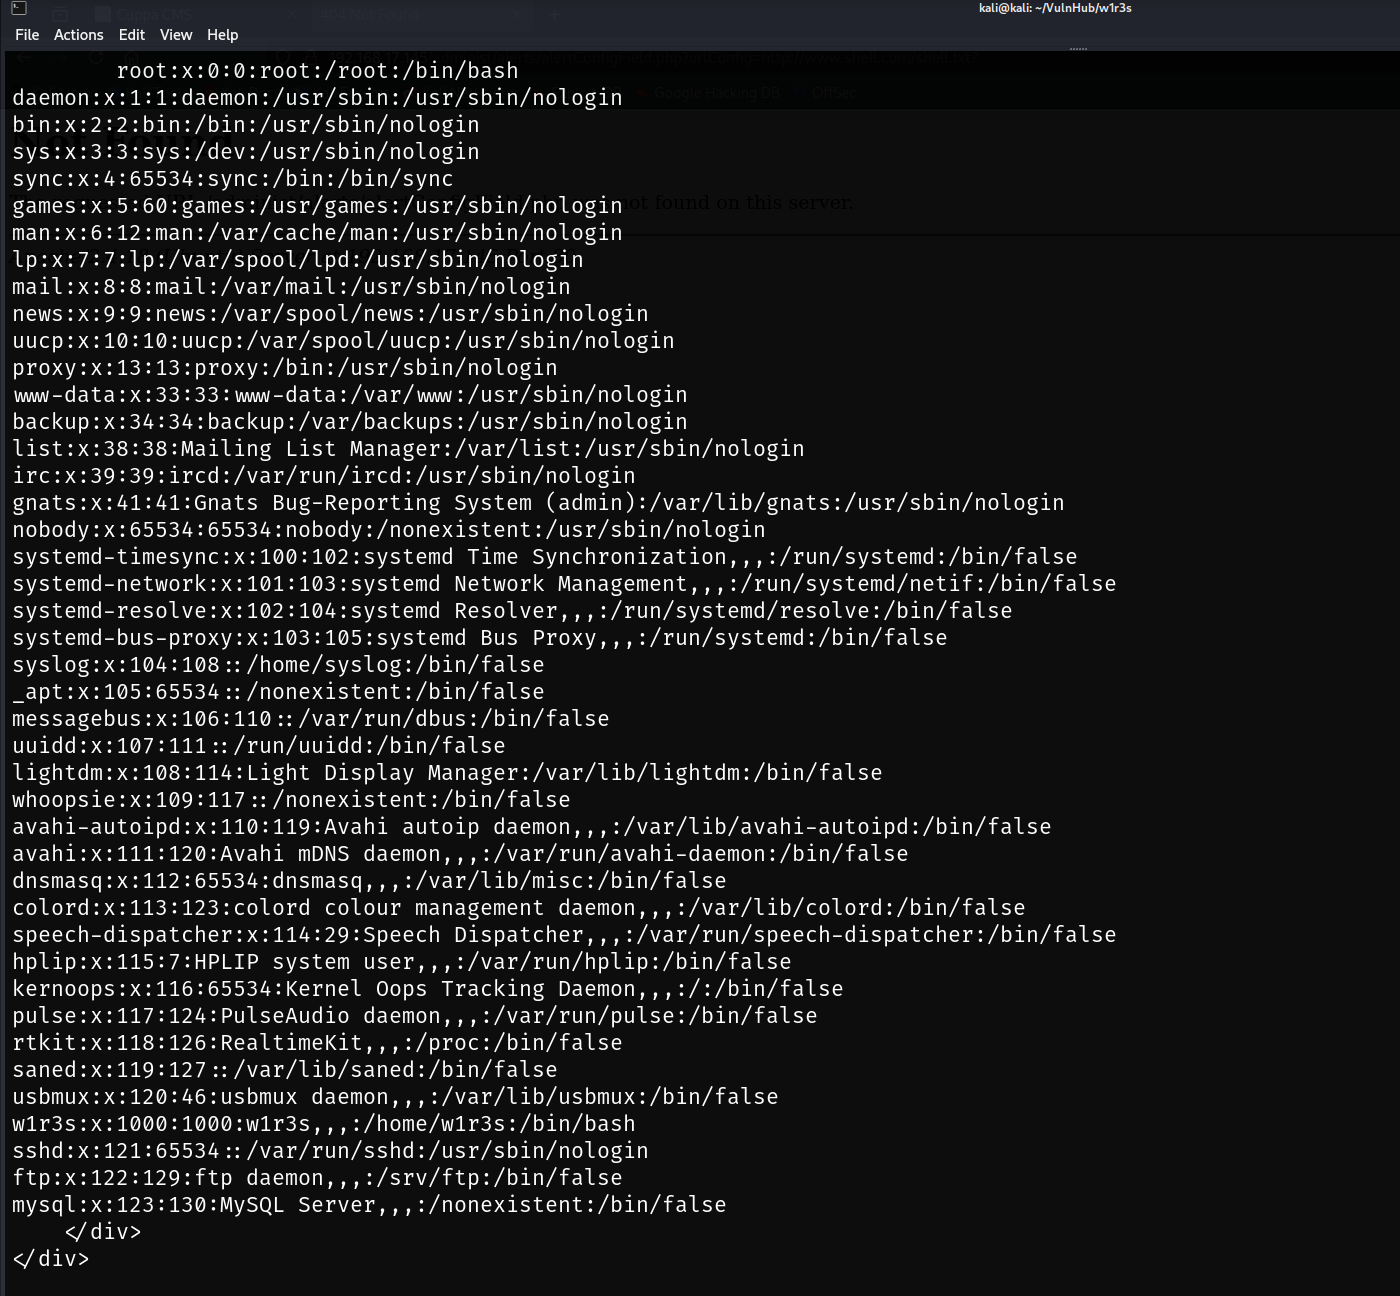 kali@kali: ~/VulnHub/w1r3s
File Actions Edit View Help
root:x:0:0:root:/root:/bin/bash
daemon:x:1:1:daemon:/usr/sbin:/usr/sbin/nologin
Google Hacking DB OffSec
bin:x:2:2:bin:/bin:/usr/sbin/nologin
sys:x:3:3:sys:/dev:/usr/sbin/nologin
sync:x:4:65534:sync:/bin:/bin/sync
games:x:5:60:games:/usr/games:/usr/sbin/nologin
not found on this server.
man:x:6:12:man:/var/cache/man:/usr/sbin/nologin
lp:x:7:7:lp:/var/spool/lpd:/usr/sbin/nologin
mail:x:8:8:mail:/var/mail:/usr/sbin/nologin
news:x:9:9:news:/var/spool/news:/usr/sbin/nologin
uucp:x:10:10:uucp:/var/spool/uucp:/usr/sbin/nologin
proxy:x:13:13:proxy:/bin:/usr/sbin/nologin
www-data:x:33:33:www-data:/var/www:/usr/sbin/nologin
backup:x:34:34:backup:/var/backups:/usr/sbin/nologin
list:x:38:38:Mailing List Manager:/var/list:/usr/sbin/nologin
irc:x:39:39:ircd:/var/run/ircd:/usr/sbin/nologin
gnats:x:41:41:Gnats Bug-Reporting System (admin):/var/lib/gnats:/usr/sbin/nologin
nobody:x:65534:65534:nobody:/nonexistent:/usr/sbin/nologin
systemd-timesync:x:100:102:systemd Time Synchronization,,,:/run/systemd:/bin/false
systemd-network:x:101:103:systemd Network Management,,,:/run/systemd/netif:/bin/false
systemd-resolve:x:102:104:systemd Resolver,,,:/run/systemd/resolve:/bin/false
systemd-bus-proxy:x:103:105:systemd Bus Proxy,,,:/run/systemd:/bin/false
syslog:x:104:108::/home/syslog:/bin/false
_apt:x:105:65534::/nonexistent:/bin/false
messagebus:x:106:110::/var/run/dbus:/bin/false
uuidd:x:107:111::/run/uuidd:/bin/false
lightdm:x:108:114:Light Display Manager:/var/lib/lightdm:/bin/false
whoopsie:x:109:117::/nonexistent:/bin/false
avahi-autoipd:x:110:119:Avahi autoip daemon,,,:/var/lib/avahi-autoipd:/bin/false
avahi:x:111:120:Avahi mDNS daemon,,,:/var/run/avahi-daemon:/bin/false
dnsmasq:x:112:65534:dnsmasq,,,:/var/lib/misc:/bin/false
colord:x:113:123:colord colour management daemon,,,:/var/lib/colord:/bin/false
speech-dispatcher:x:114:29:Speech Dispatcher,,,:/var/run/speech-dispatcher:/bin/false
hplip:x:115:7:HPLIP system user,,,:/var/run/hplip:/bin/false
kernoops:x:116:65534:Kernel Oops Tracking Daemon,,,:/:/bin/false
pulse:x:117:124:PulseAudio daemon,,,:/var/run/pulse:/bin/false
rtkit:x:118:126:RealtimeKit,,,:/proc:/bin/false
saned:x:119:127::/var/lib/saned:/bin/false
usbmux:x:120:46:usbmux daemon,,,:/var/lib/usbmux:/bin/false
w1r3s:x:1000:1000:w1r3s,,,:/home/w1r3s:/bin/bash
sshd:x:121:65534::/var/run/sshd:/usr/sbin/nologin
ftp:x:122:129:ftp daemon,,,:/srv/ftp:/bin/false
mysql:x:123:130:MySQL Server,,,:/nonexistent:/bin/false
</div>
</div>